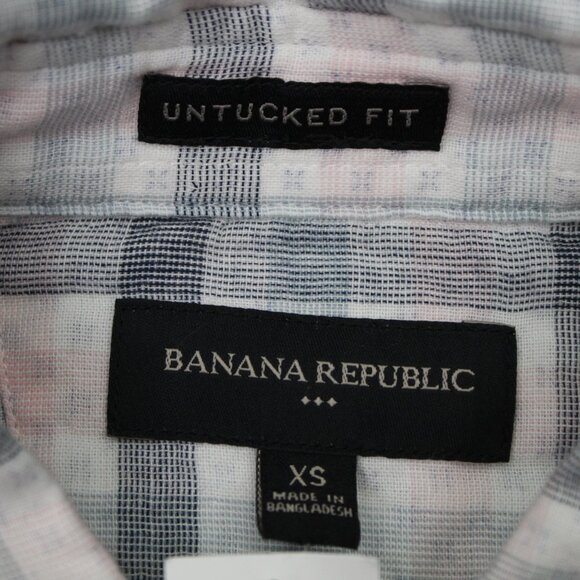 UNTUCKED FIT
BANANA REPUBLIC
XS
MADE IN
BANGLADESH